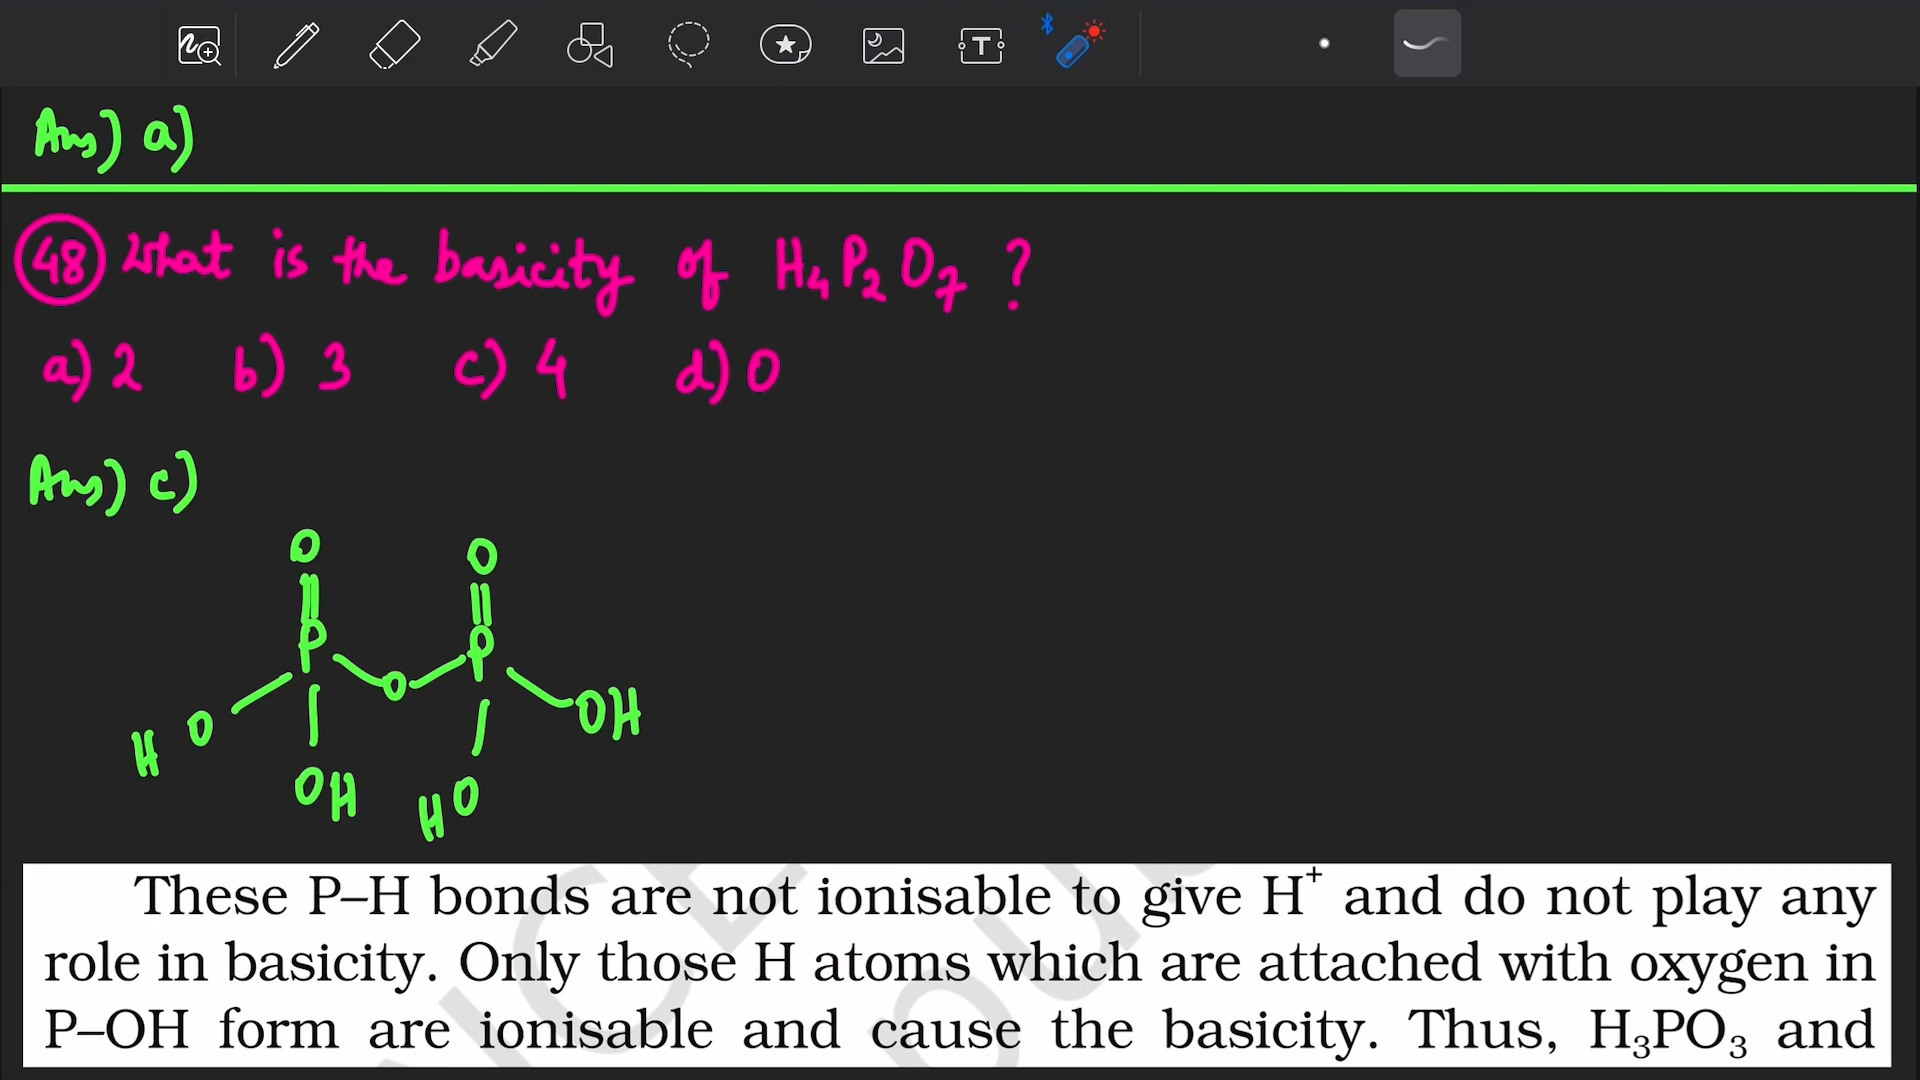 Ans) a)
48 What is the basicity of H₄P₂O₇ ?
a) 2 b) 3 c) 4 d) 0
Ans) c)
O O
P O P
H O OH
OH HO
These P–H bonds are not ionisable to give H⁺ and do not play any
role in basicity. Only those H atoms which are attached with oxygen in
P–OH form are ionisable and cause the basicity. Thus, H₃PO₃ and